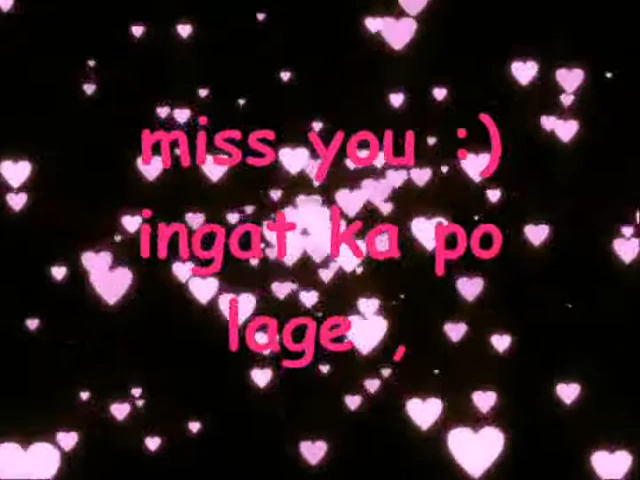 miss you :)
ingat ka po
lage ,